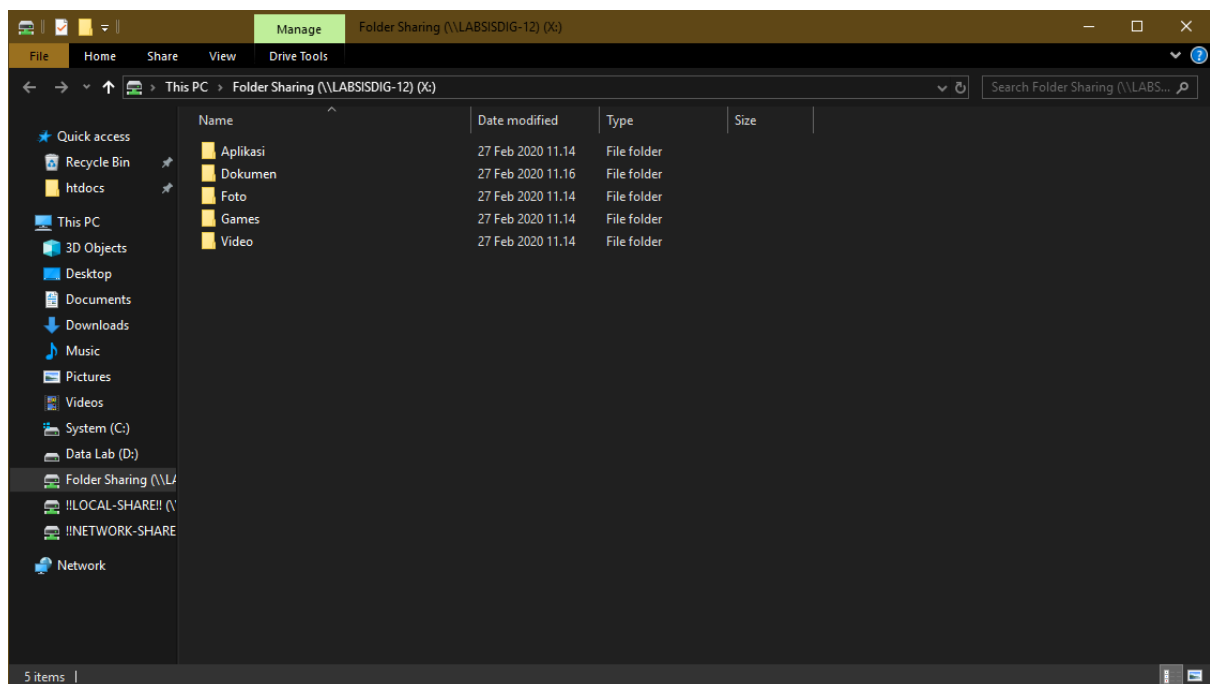 Manage Folder Sharing (\\LABSISDIG-12) (X:)
File Home Share View Drive Tools
This PC > Folder Sharing (\\LABSISDIG-12) (X:)
Search Folder Sharing (\\LABS...
Name Date modified Type Size
Quick access
Recycle Bin
htdocs
This PC
3D Objects
Desktop
Documents
Downloads
Music
Pictures
Videos
System (C:)
Data Lab (D:)
Folder Sharing (\\LA
!!LOCAL-SHARE!! (\
!!NETWORK-SHARE
Network
Aplikasi 27 Feb 2020 11.14 File folder
Dokumen 27 Feb 2020 11.16 File folder
Foto 27 Feb 2020 11.14 File folder
Games 27 Feb 2020 11.14 File folder
Video 27 Feb 2020 11.14 File folder
5 items